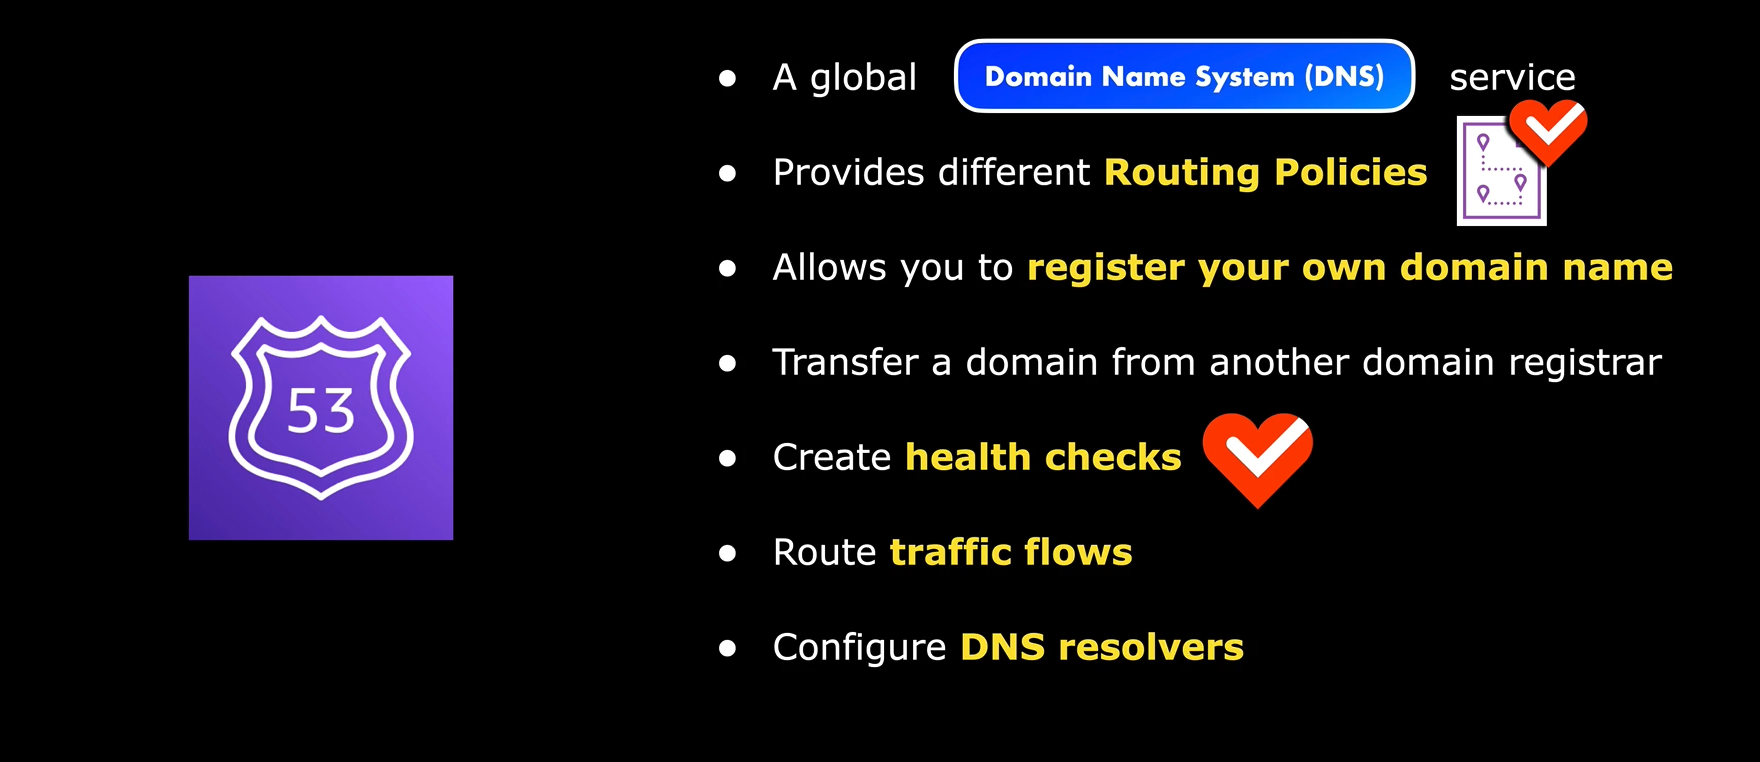 A global Domain Name System (DNS) service
Provides different Routing Policies
Allows you to register your own domain name
53
Transfer a domain from another domain registrar
Create health checks
Route traffic flows
Configure DNS resolvers